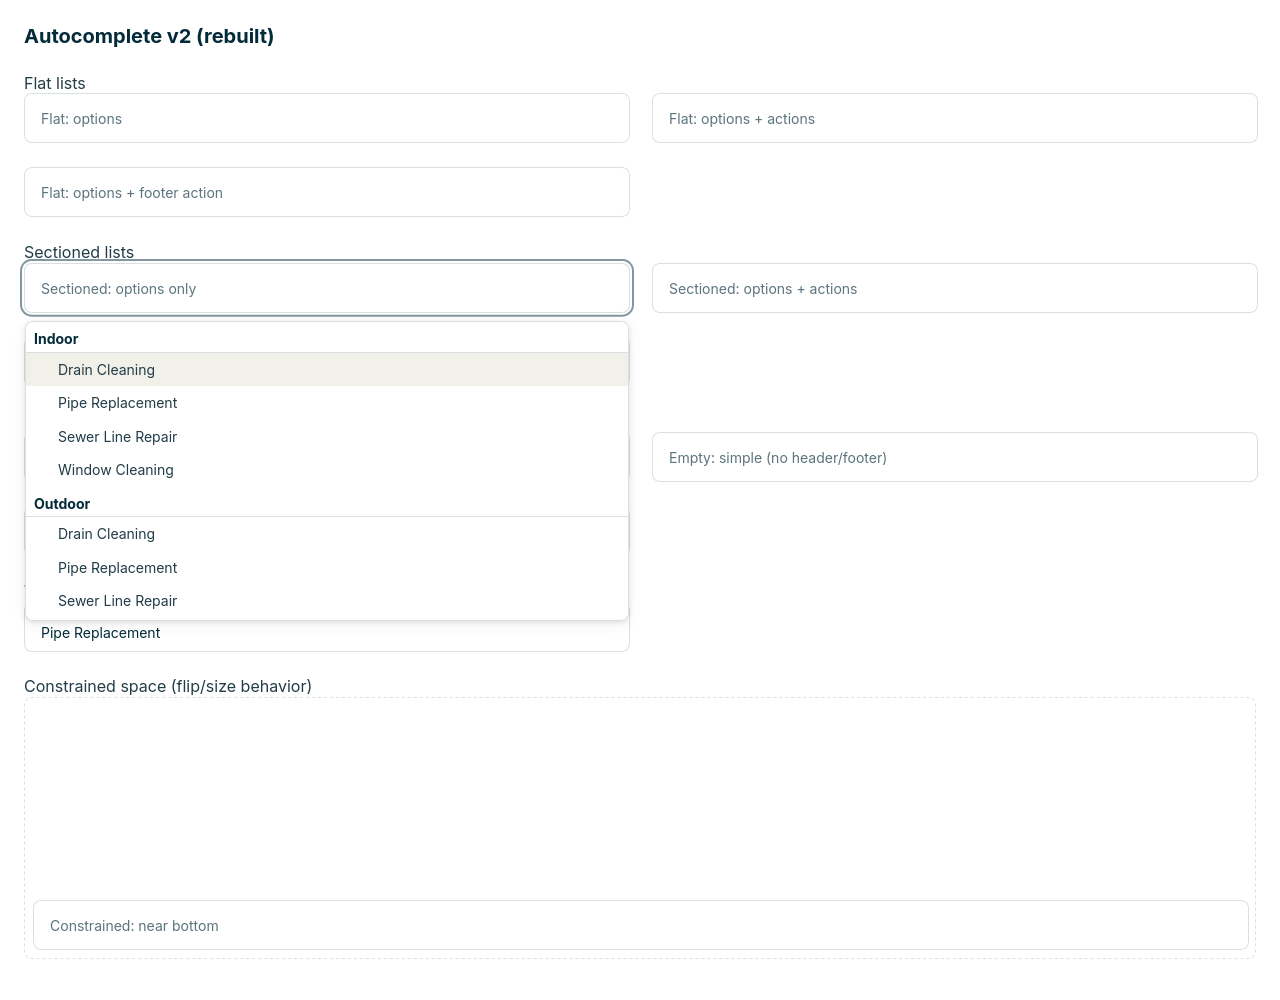 Autocomplete v2 (rebuilt)
Flat lists
Flat: options
Flat: options + actions
Flat: options + footer action
Sectioned lists
Sectioned: options only
Sectioned: options + actions
Indoor
Drain Cleaning
Pipe Replacement
Sewer Line Repair
Window Cleaning
Empty: simple (no header/footer)
Outdoor
Drain Cleaning
Pipe Replacement
Sewer Line Repair
Pipe Replacement
Constrained space (flip/size behavior)
Constrained: near bottom